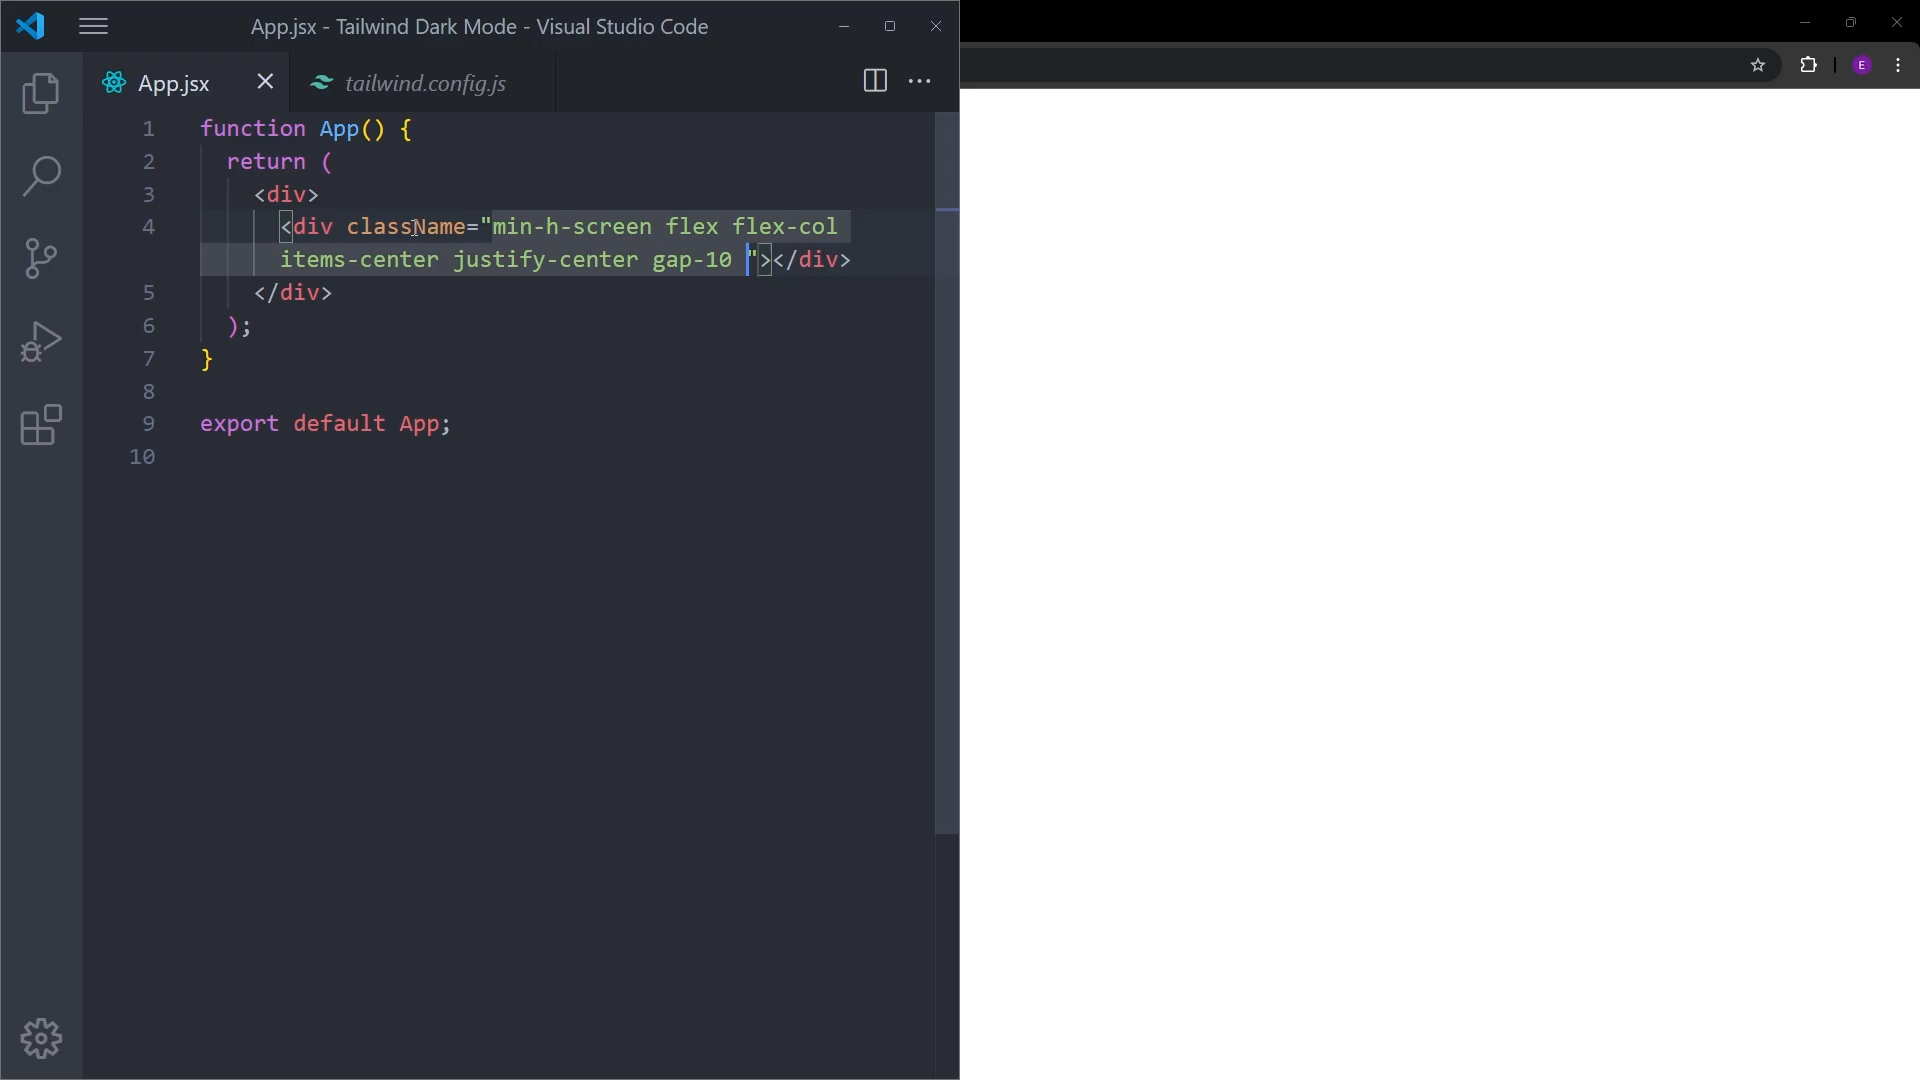 App.jsx - Tailwind Dark Mode - Visual Studio Code
App.jsx
tailwind.config.js
E
1 function App() {
2 return (
3 <div>
4 <div className="min-h-screen flex flex-col
items-center justify-center gap-10 "></div>
5 </div>
6 );
7 }
8
9 export default App;
10